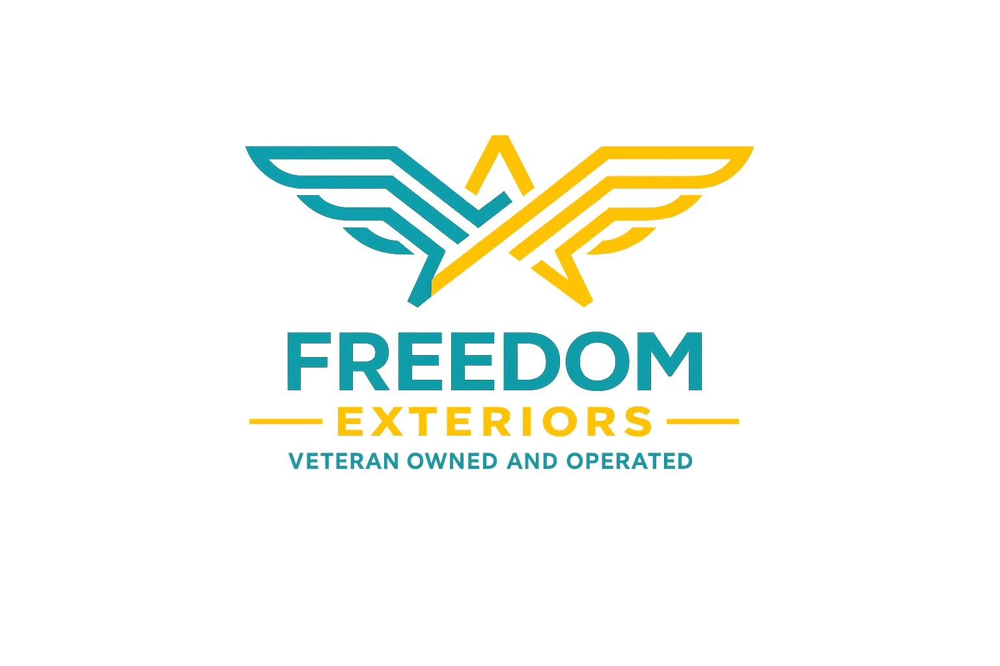 FREEDOM
EXTERIORS
VETERAN OWNED AND OPERATED